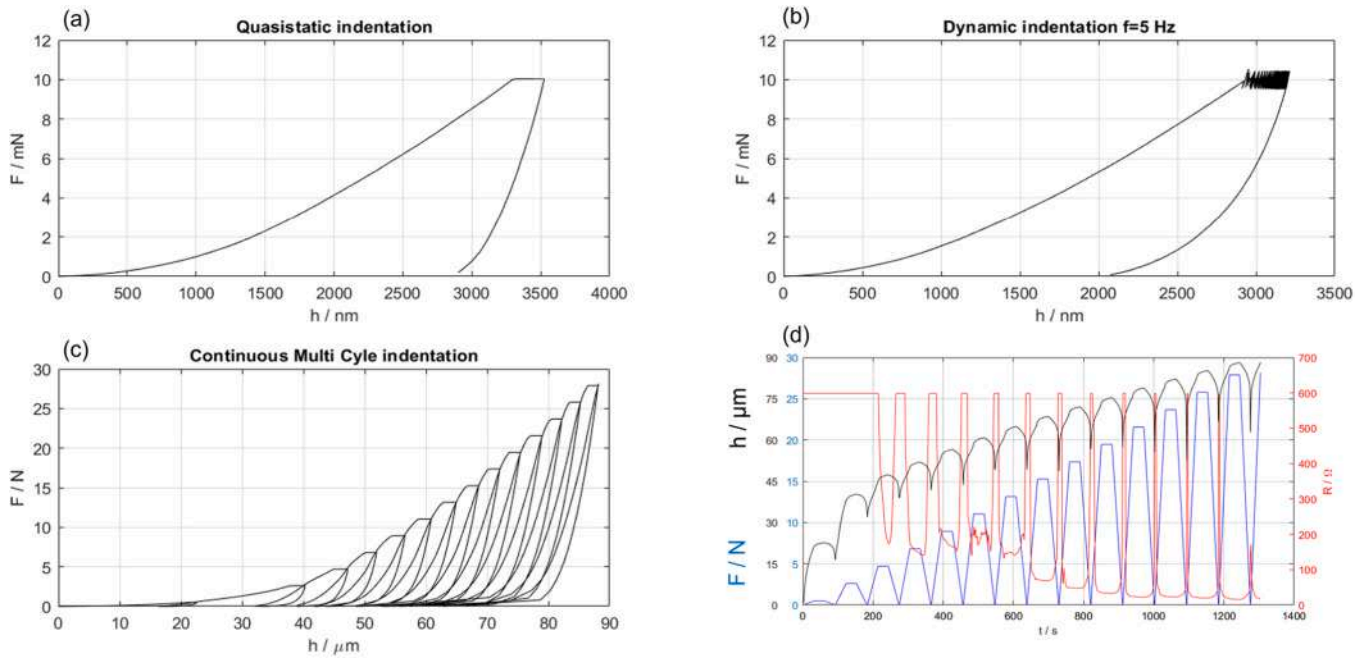 (a)
Quasistatic indentation
12
10
8
6
4
2
0
F / mN
0 500 1000 1500 2000 2500 3000 3500 4000
h / nm
(b)
Dynamic indentation f=5 Hz
12
10
8
6
4
2
0
F / mN
0 500 1000 1500 2000 2500 3000 3500
h / nm
(c)
Continuous Multi Cyle indentation
30
25
20
15
10
5
0
F / N
0 10 20 30 40 50 60 70 80 90
h / μm
(d)
90 30 700
600
75 25
500
60 20
400
45 15
300
30 10
200
15 5
100
0 0 0
h / µm
F / N
R / Ω
0 200 400 600 800 1000 1200 1400
t / s